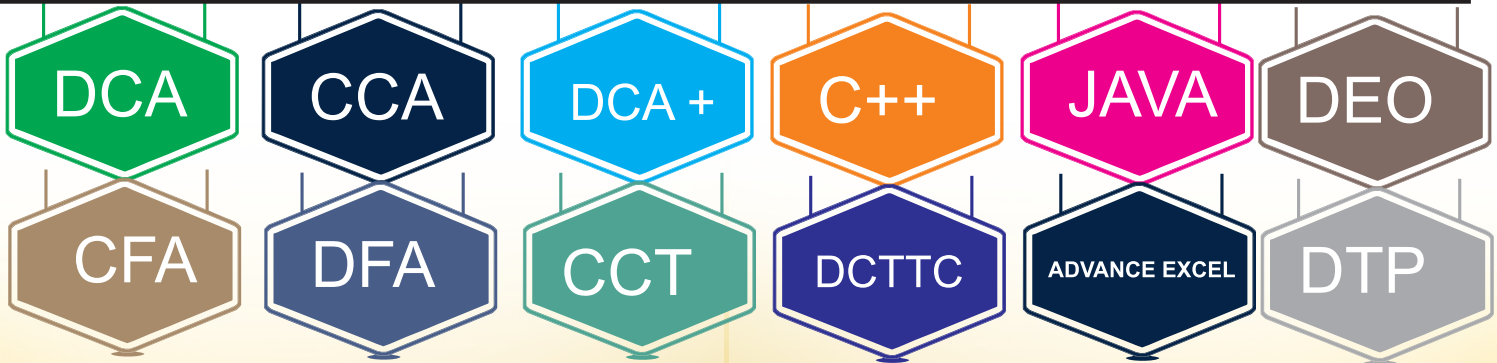 DCA
CCA
DCA +
C++
JAVA
DEO
CFA
DFA
CCT
DCTTC
ADVANCE EXCEL
DTP